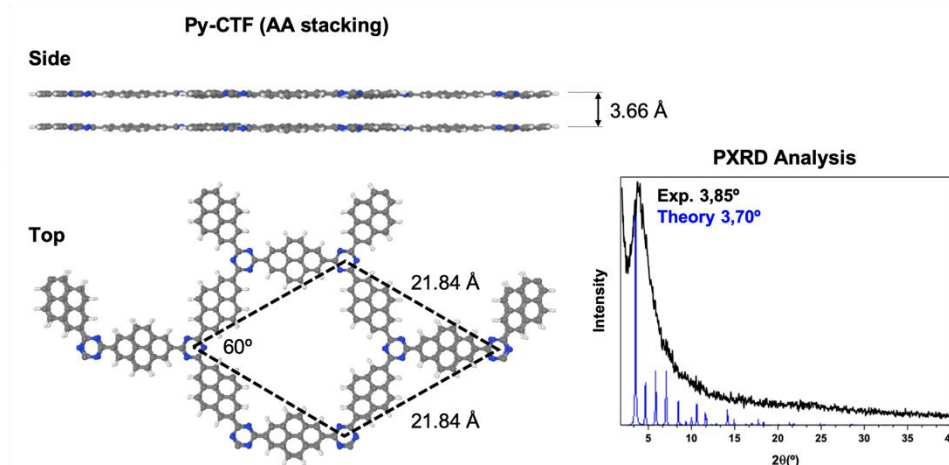 Py-CTF (AA stacking)
Side
3.66 Å
Top
21.84 Å
60º
21.84 Å
PXRD Analysis
Exp. 3,85º
Theory 3,70º
Intensity
5 10 15 20 25 30 35 40
2θ(º)